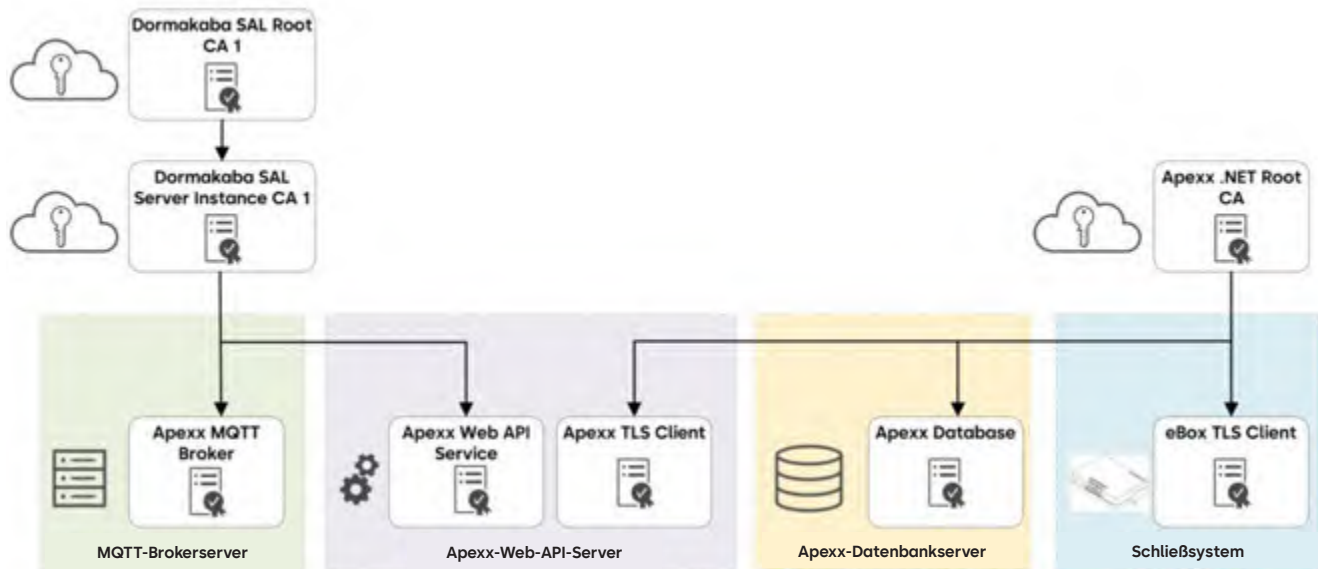 Dormakaba SAL Root
CA 1
Dormakaba SAL
Server Instance CA 1
Apexx .NET Root
CA
Apexx MQTT
Broker
Apexx Web API
Service
Apexx TLS Client
Apexx Database
eBox TLS Client
MQTT-Brokerserver
Apexx-Web-API-Server
Apexx-Datenbankserver
Schließsystem